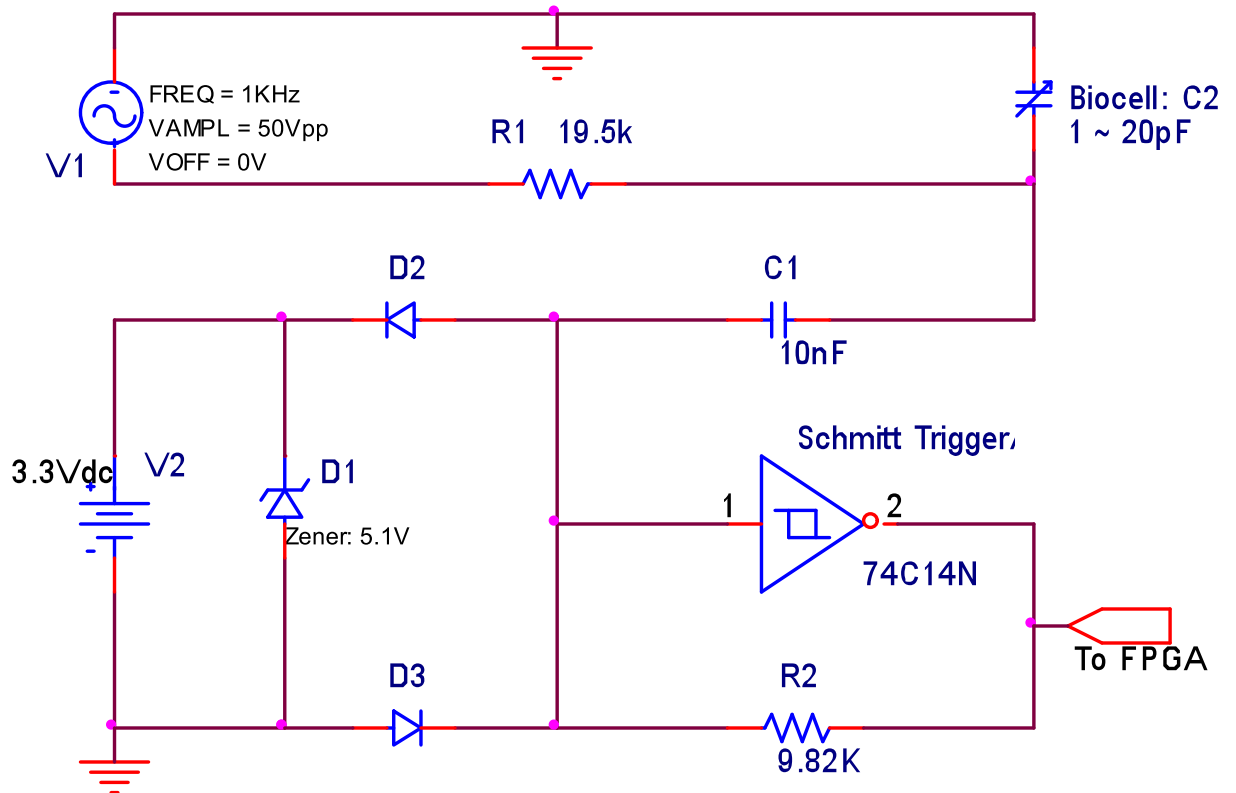 FREQ = 1KHz
VAMPL = 50Vpp
VOFF = 0V
V1
R1 19.5k
Biocell: C2
1 ~ 20pF
D2
C1
10nF
3.3Vdc
V2
+
-
D1
Zener: 5.1V
Schmitt Trigger
1
2
74C14N
To FPGA
D3
R2
9.82K